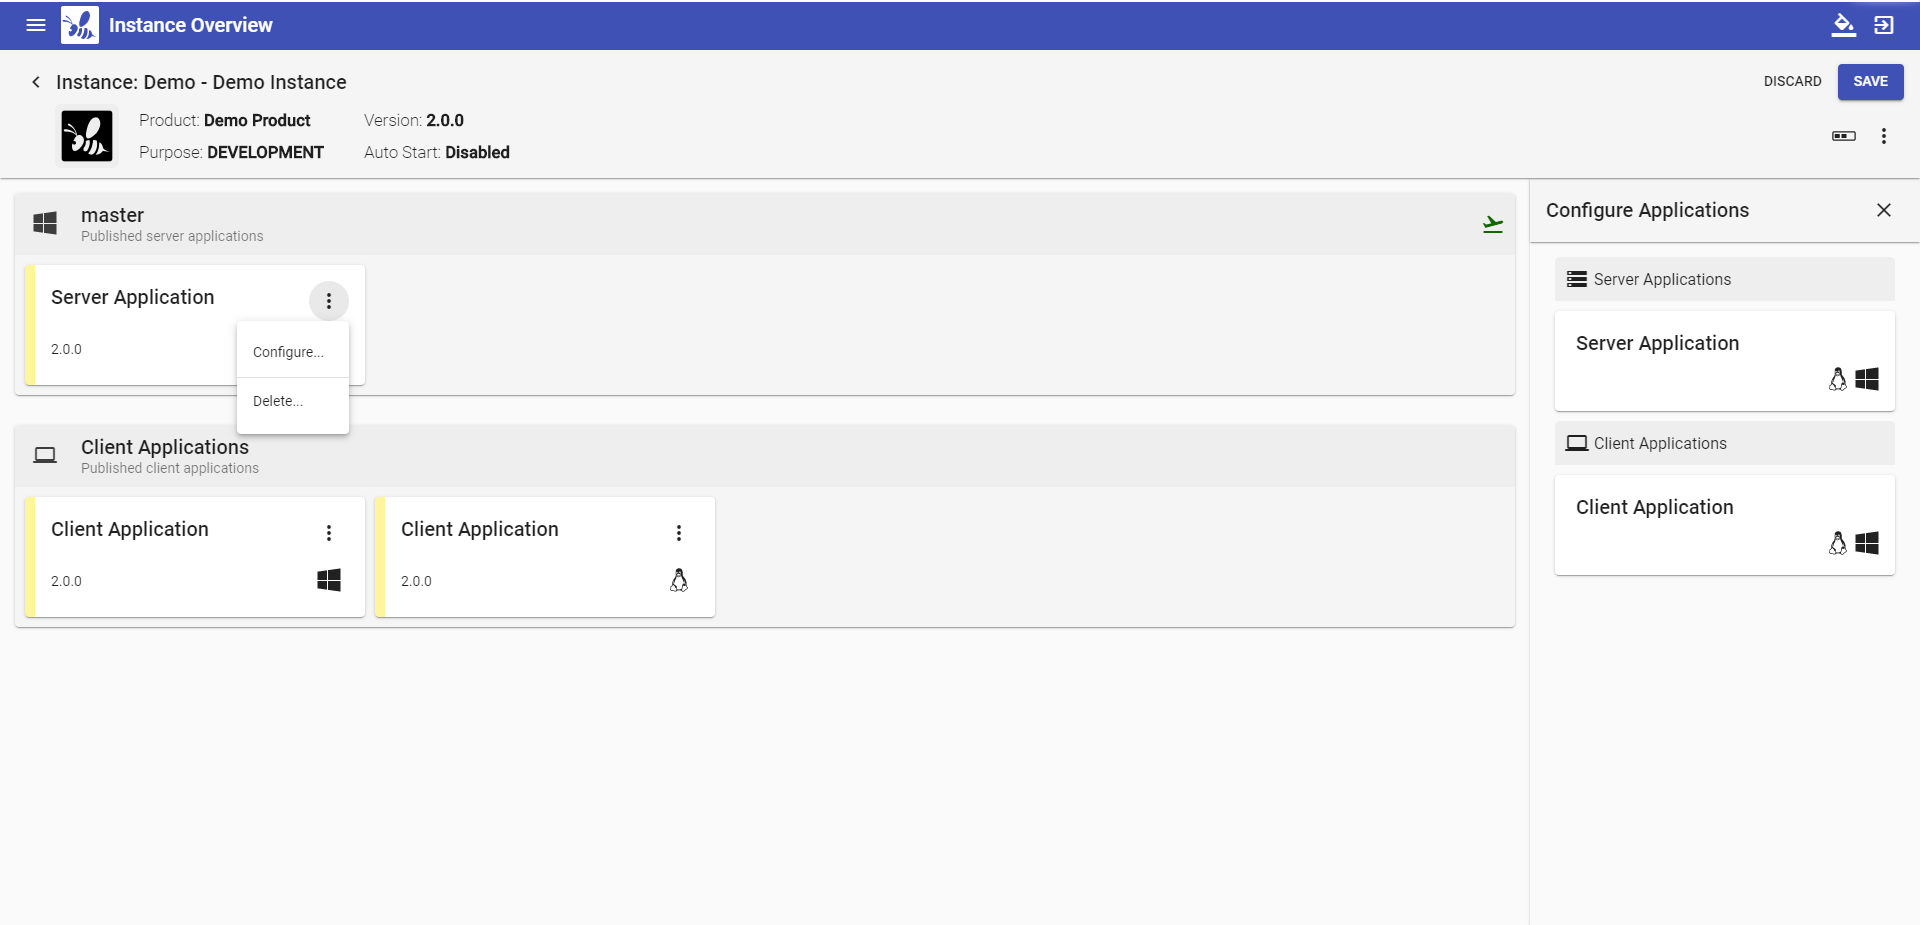 Instance Overview
Instance: Demo - Demo Instance
DISCARD
SAVE
Product: Demo Product
Version: 2.0.0
Purpose: DEVELOPMENT
Auto Start: Disabled
master
Published server applications
Server Application
2.0.0
Configure...
Delete...
Client Applications
Published client applications
Client Application
2.0.0
Client Application
2.0.0
Configure Applications
Server Applications
Server Application
Client Applications
Client Application